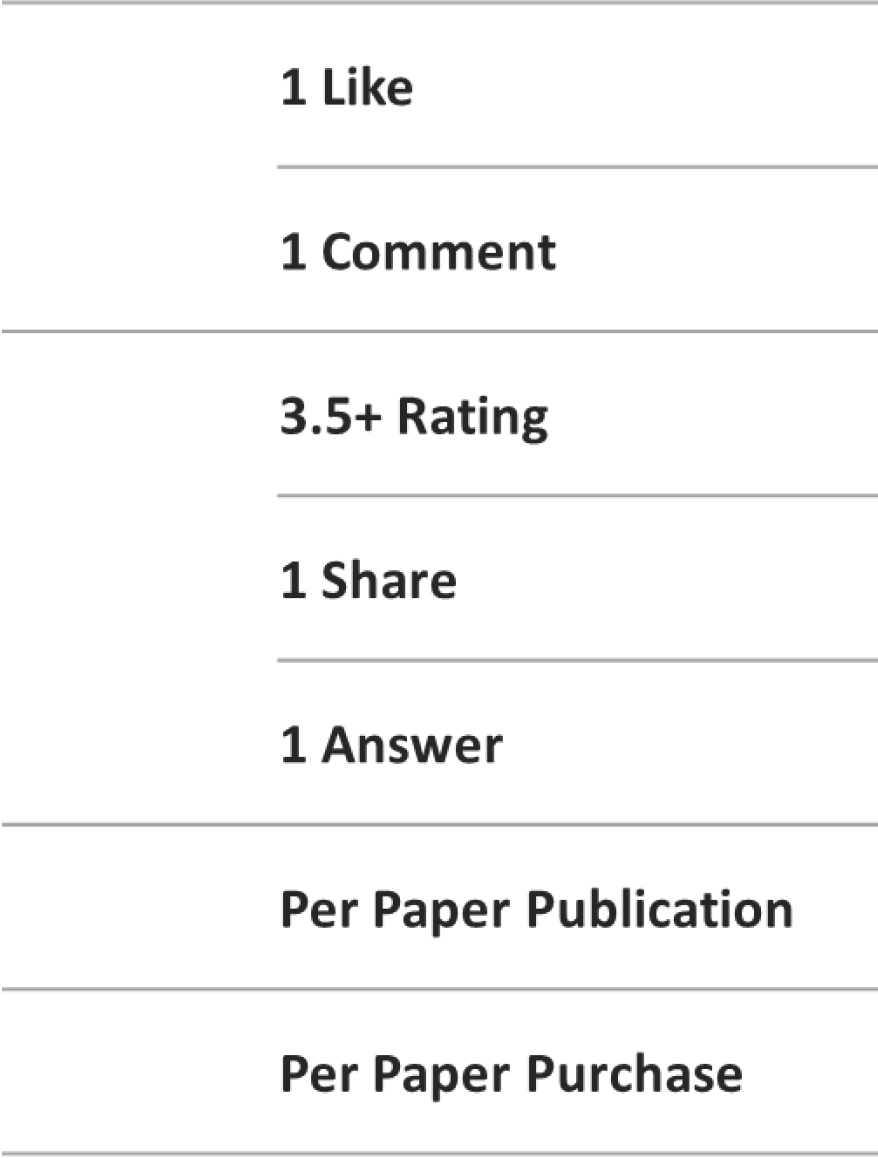 1 Like
1 Comment
3.5+ Rating
1 Share
1 Answer
Per Paper Publication
Per Paper Purchase